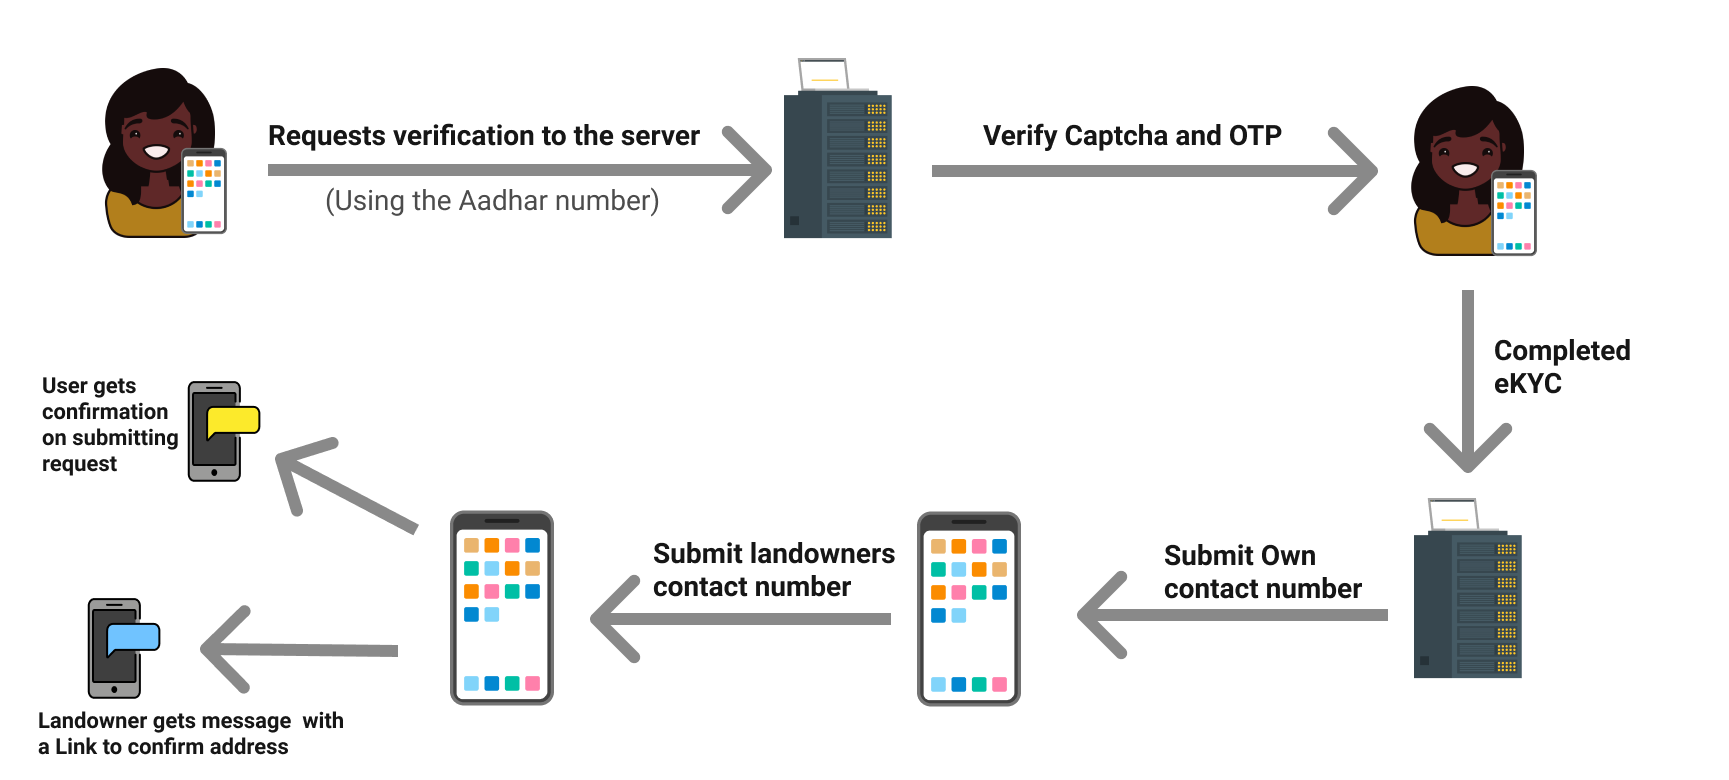 Requests verification to the server
(Using the Aadhar number)
Verify Captcha and OTP
Completed
eKYC
Submit Own
contact number
Submit landowners
contact number
User gets
confirmation
on submitting
request
Landowner gets message  with
a Link to confirm address